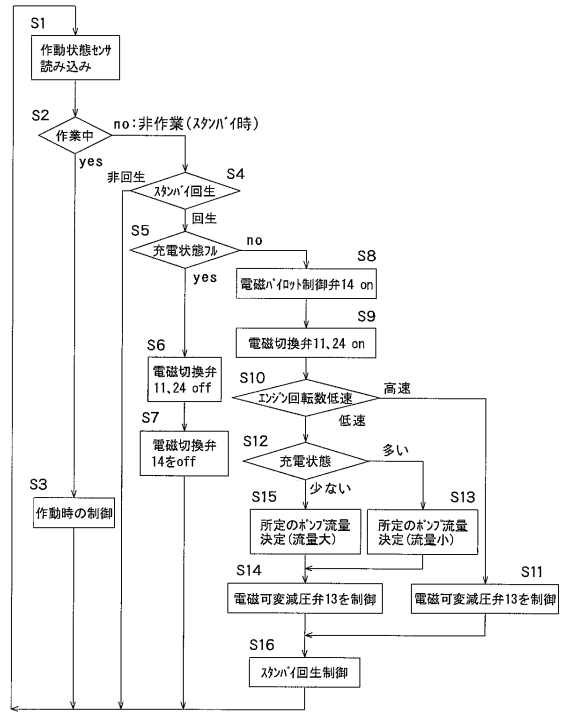 S1
作動状態センサ
読み込み
S2
作業中
no:非作業(スタンバイ時)
yes
S4
非回生
スタンバイ回生
回生
S5
充電状態フル
no
yes
S8
電磁パイロット制御弁14 on
S9
電磁切換弁11、24 on
S6
電磁切換弁
11、24 off
S10
エンジン回転数低速
高速
低速
S7
電磁切換弁
14をoff
S12
充電状態
多い
少ない
S3
作動時の制御
S15
所定のポンプ流量
決定(流量大)
S13
所定のポンプ流量
決定(流量小)
S14
電磁可変減圧弁13を制御
S11
電磁可変減圧弁13を制御
S16
スタンバイ回生制御